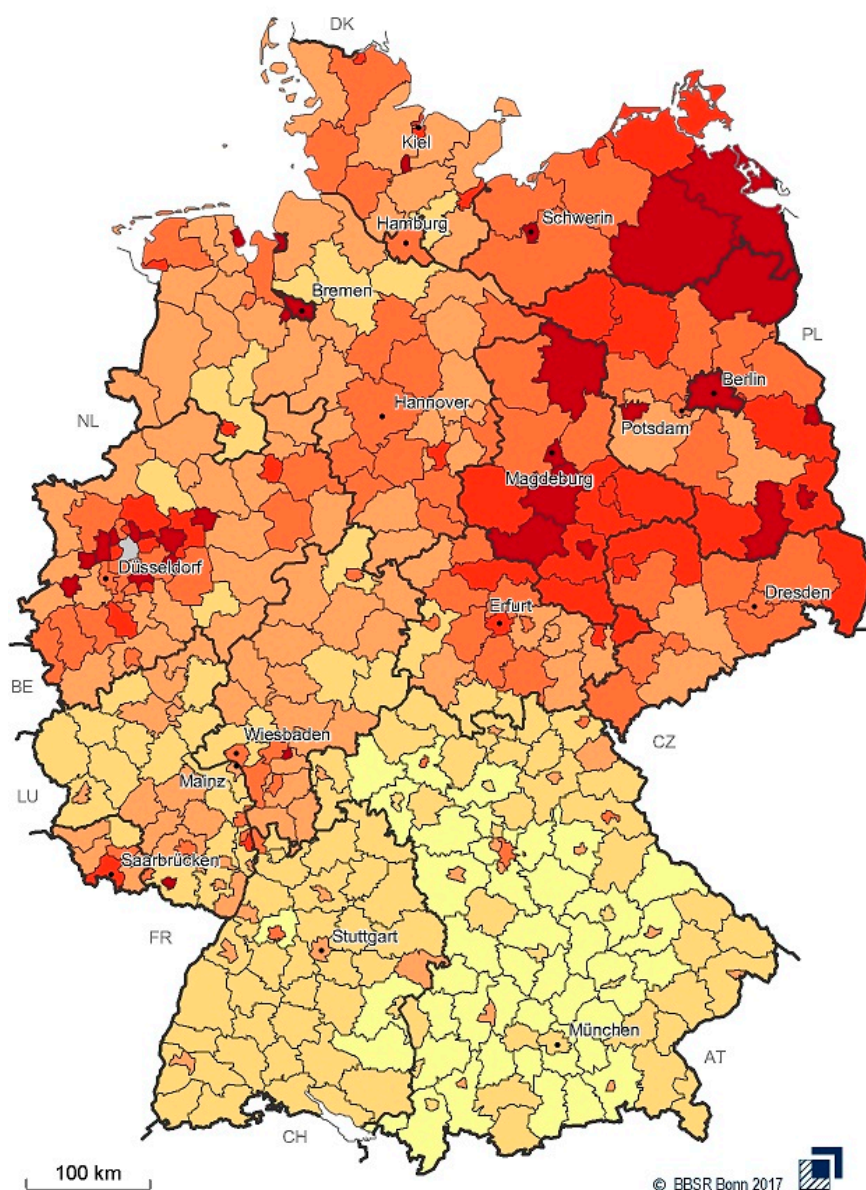 DK
Kiel
Schwerin
Hamburg
Bremen
PL
Berlin
NL
Hannover
Potsdam
Magdeburg
Düsseldorf
Dresden
Erfurt
BE
CZ
Wiesbaden
LU
Mainz
Saarbrücken
FR
Stuttgart
München
AT
CH
100 km
© BBSR Bonn 2017